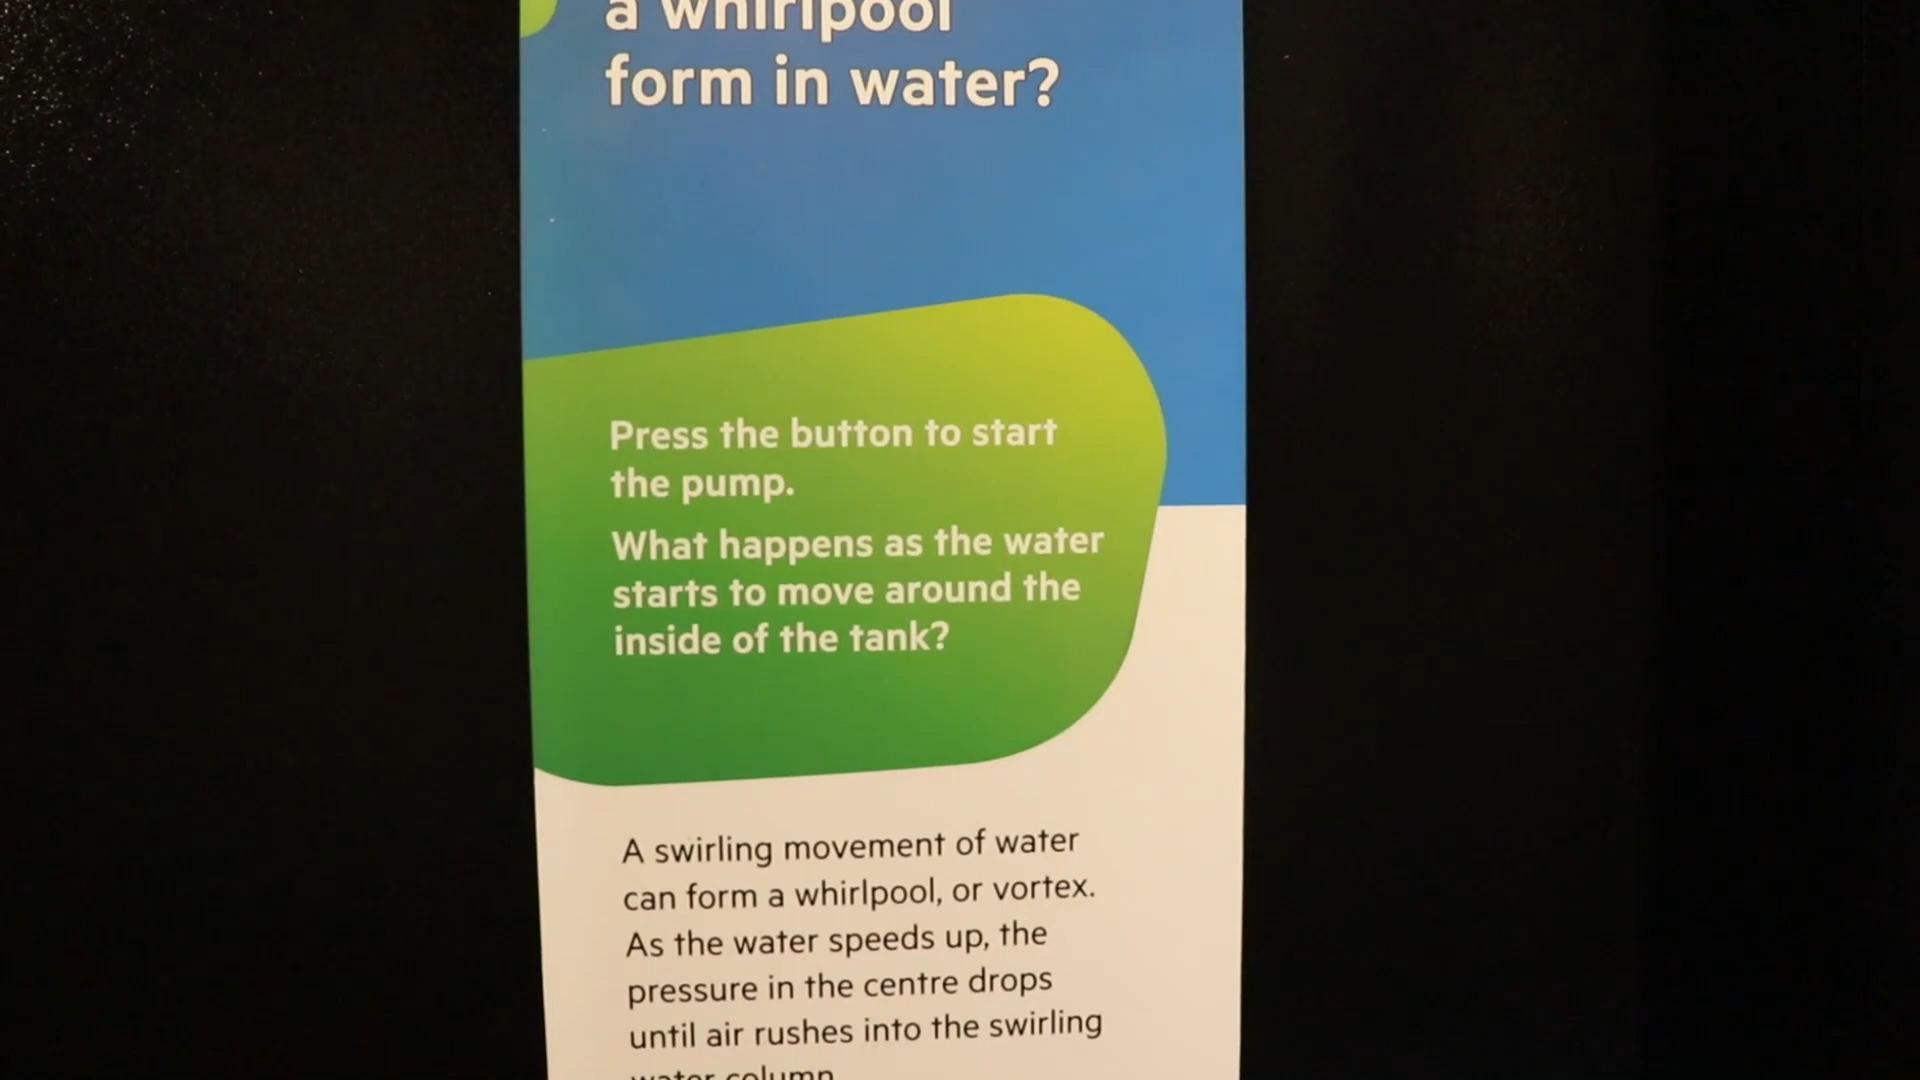 a whirlpool
form in water?
Press the button to start
the pump.
What happens as the water
starts to move around the
inside of the tank?
A swirling movement of water
can form a whirlpool, or vortex.
As the water speeds up, the
pressure in the centre drops
until air rushes into the swirling
water column